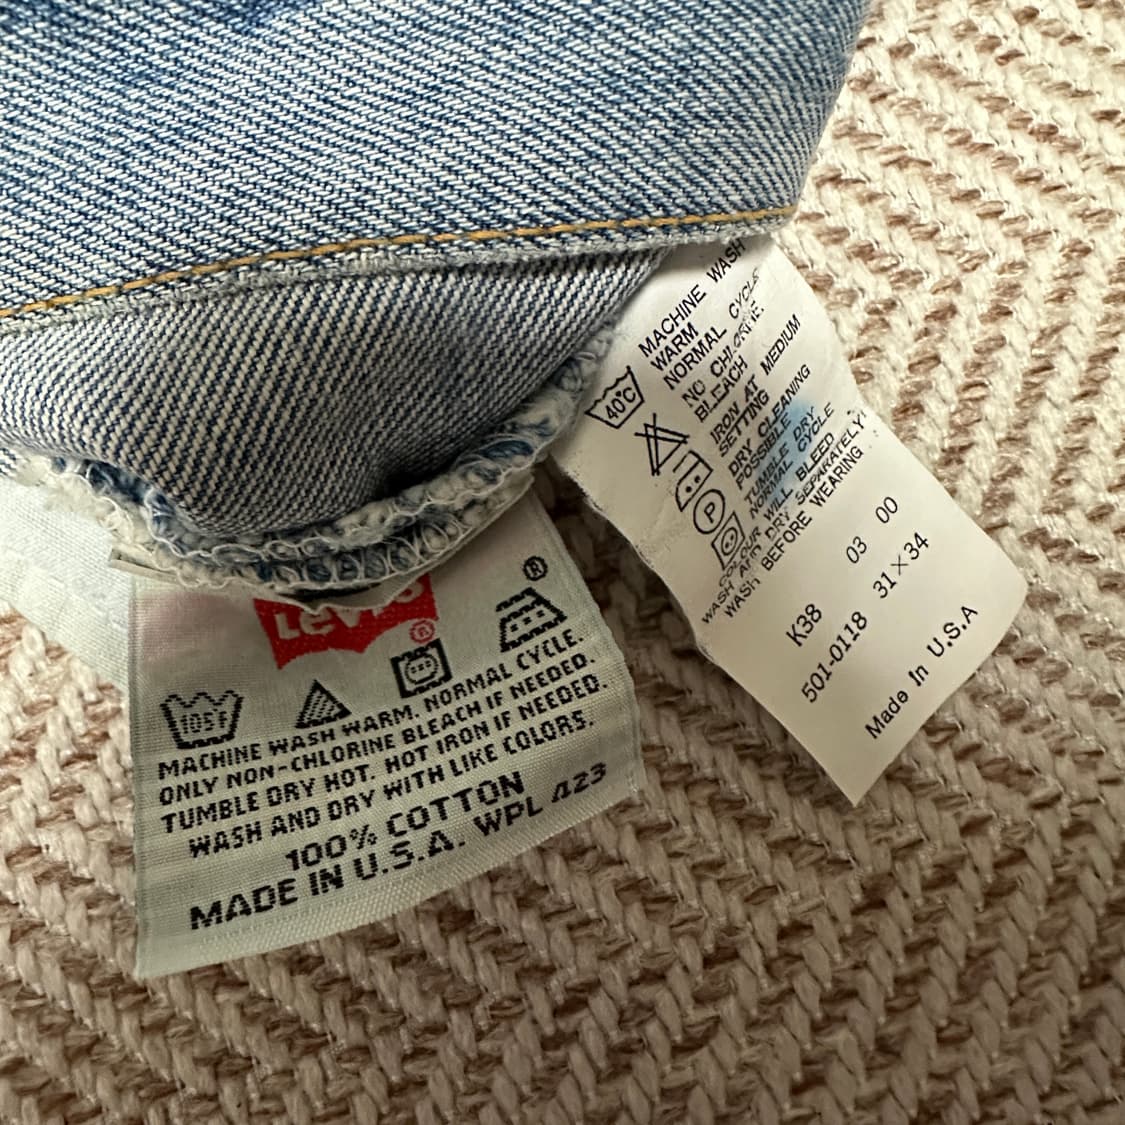 Levi's
®
®
105F
MACHINE WASH WARM. NORMAL CYCLE.
ONLY NON-CHLORINE BLEACH IF NEEDED.
TUMBLE DRY HOT. HOT IRON IF NEEDED.
WASH AND DRY WITH LIKE COLORS.
100% COTTON
MADE IN U.S.A. WPL 423
MACHINE WASH
WARM
NORMAL CYCLE
NO CHLORINE
BLEACH
IRON AT MEDIUM
SETTING
DRY CLEANING
POSSIBLE
TUMBLE DRY
NORMAL CYCLE
COLOUR WILL BLEED
WASH AND DRY SEPARATELY!
WASH BEFORE WEARING
40°C
P
K38 03 00
501-0118 31×34
Made In U.S.A